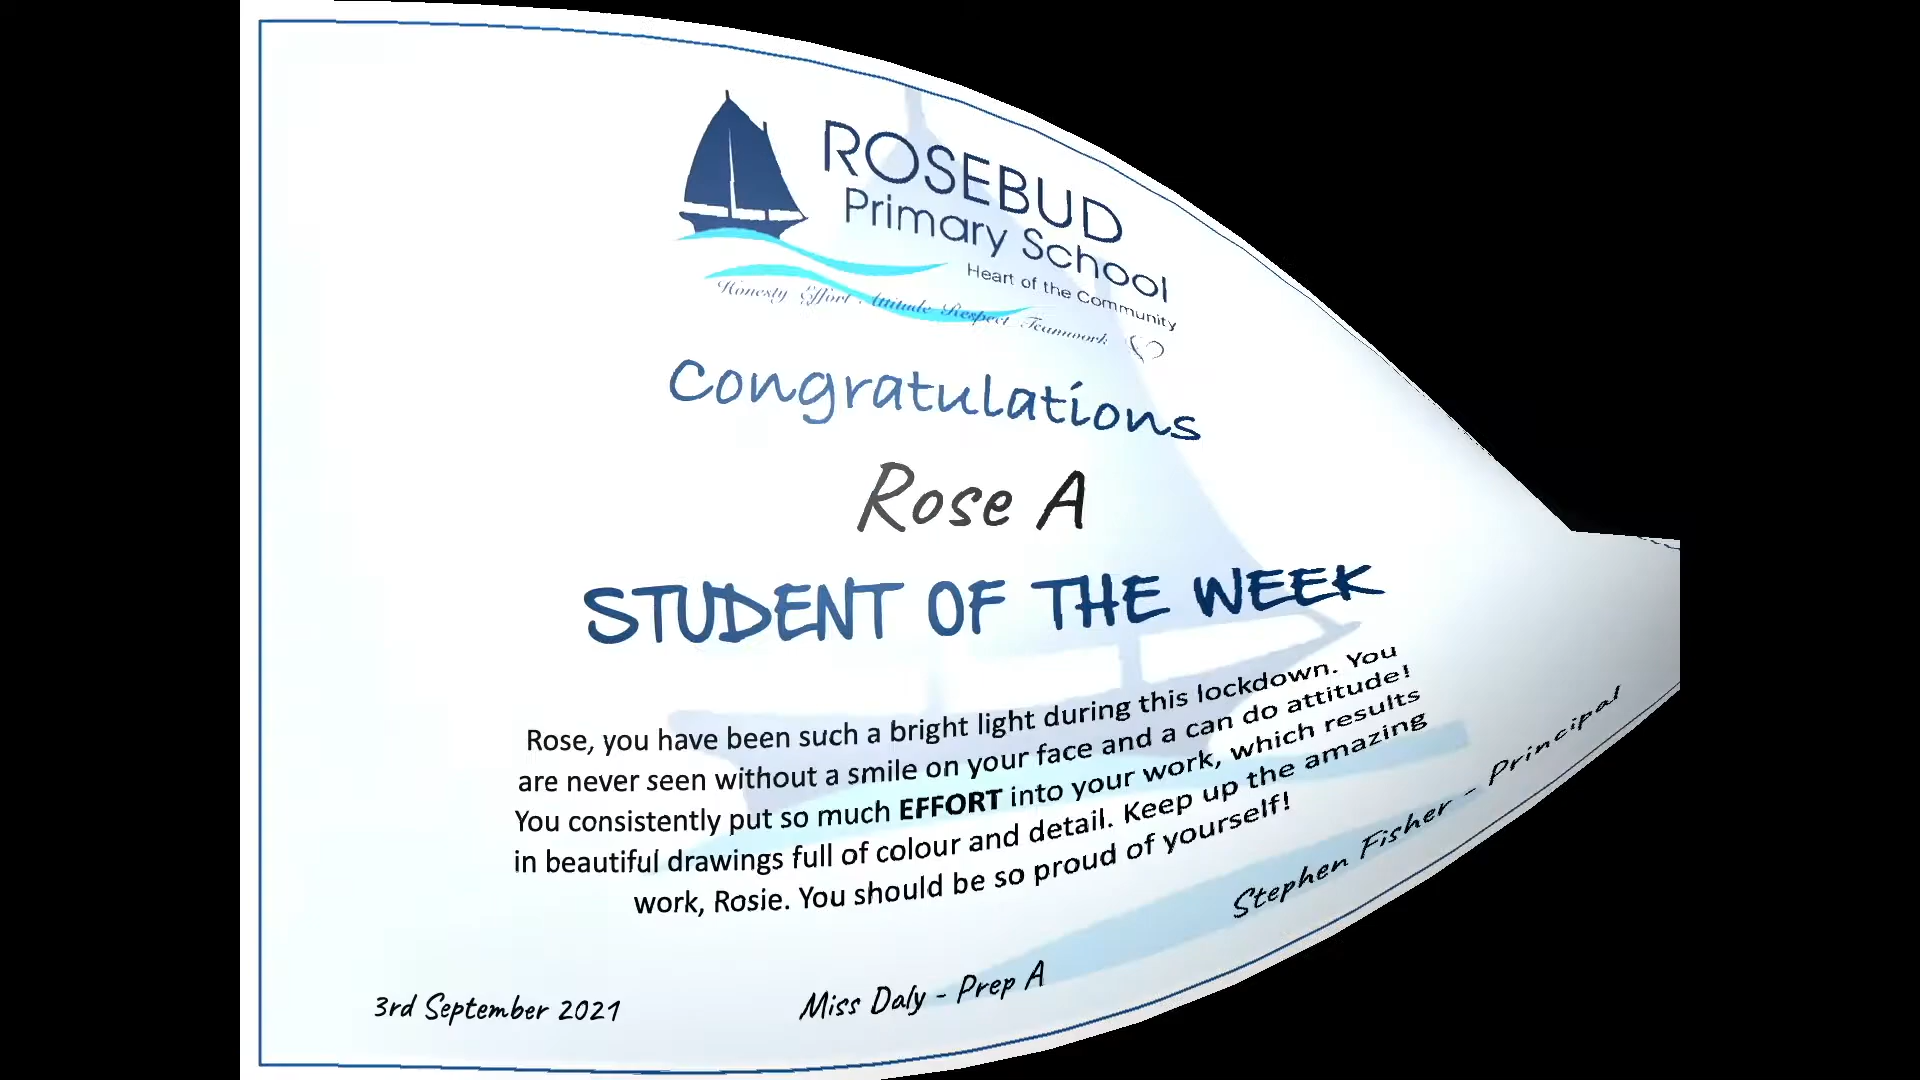 ROSEBUD
Primary School
Heart of the Community
Honesty Effort Attitude Respect Teamwork
Congratulations
Rose A
STUDENT OF THE WEEK
Rose, you have been such a bright light during this lockdown. You
are never seen without a smile on your face and a can do attitude!
You consistently put so much EFFORT into your work, which results
in beautiful drawings full of colour and detail. Keep up the amazing
work, Rosie. You should be so proud of yourself!
3rd September 2021
Miss Daly - Prep A
Stephen Fisher - Principal